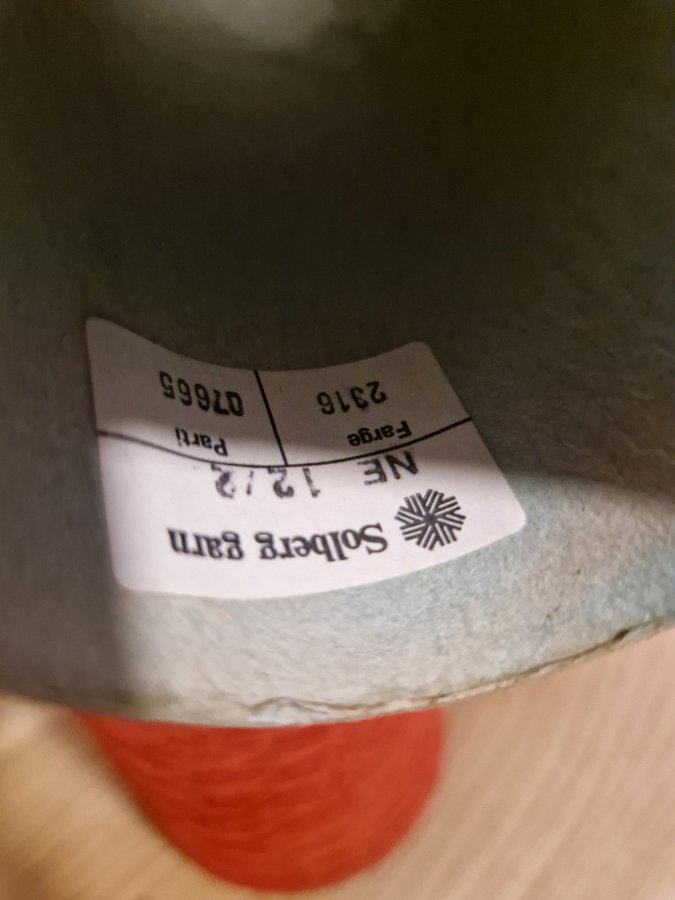 Solberg garn
NE 12/2
Farge Parti
2316 07665